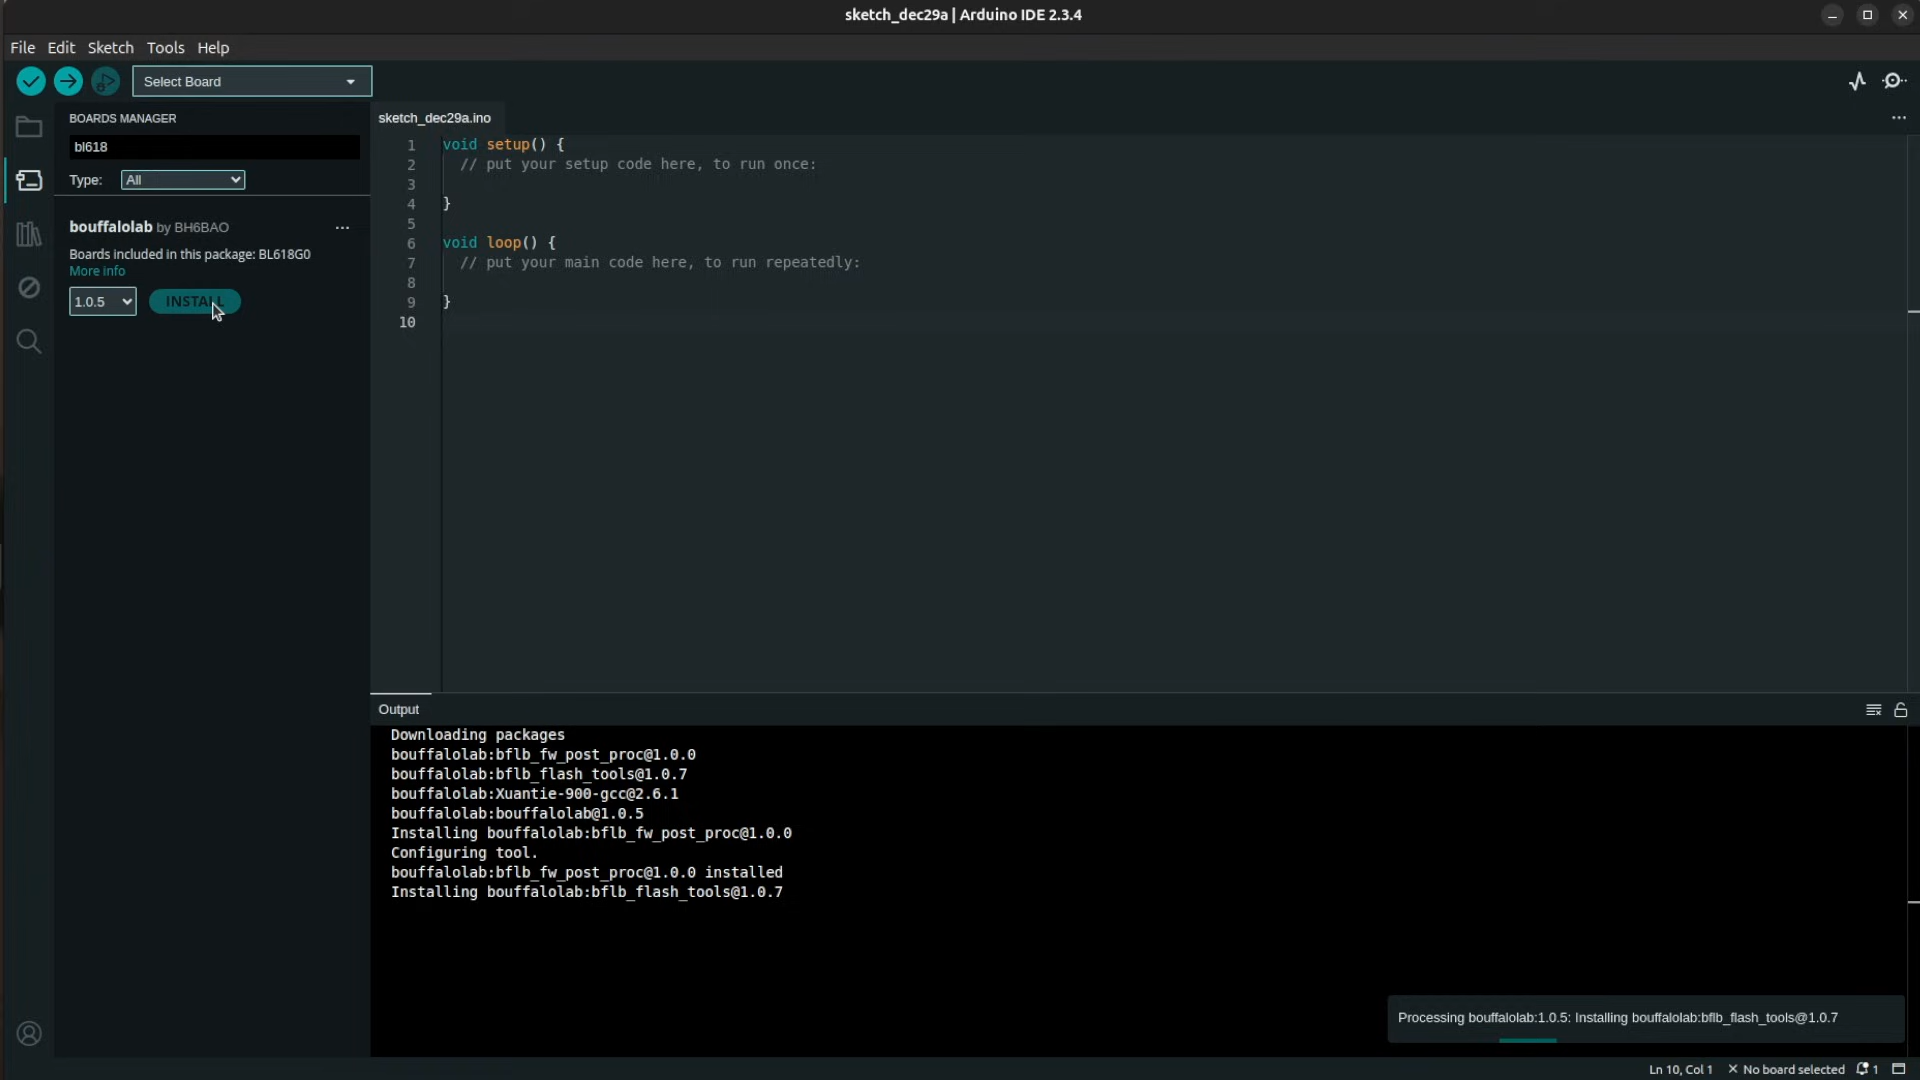 sketch_dec29a | Arduino IDE 2.3.4
File Edit Sketch Tools Help
Select Board
BOARDS MANAGER
bl618
Type: All
bouffalolab by BH6BAO
Boards included in this package: BL618G0
More info
1.0.5 INSTALL
sketch_dec29a.ino
1 void setup() {
2 // put your setup code here, to run once:
3
4 }
5
6 void loop() {
7 // put your main code here, to run repeatedly:
8
9 }
10
Output
Downloading packages
bouffalolab:bflb_fw_post_proc@1.0.0
bouffalolab:bflb_flash_tools@1.0.7
bouffalolab:Xuantie-900-gcc@2.6.1
bouffalolab:bouffalolab@1.0.5
Installing bouffalolab:bflb_fw_post_proc@1.0.0
Configuring tool.
bouffalolab:bflb_fw_post_proc@1.0.0 installed
Installing bouffalolab:bflb_flash_tools@1.0.7
Processing bouffalolab:1.0.5: Installing bouffalolab:bflb_flash_tools@1.0.7
Ln 10, Col 1 × No board selected 1